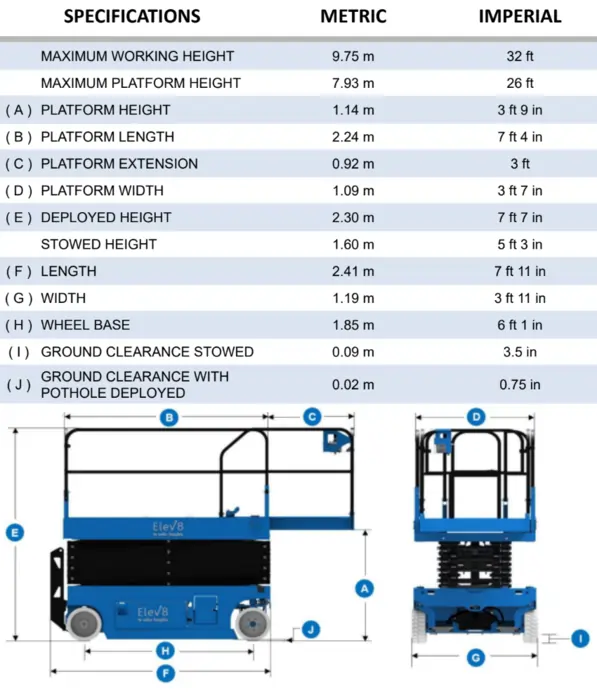 SPECIFICATIONS METRIC IMPERIAL
MAXIMUM WORKING HEIGHT 9.75 m 32 ft
MAXIMUM PLATFORM HEIGHT 7.93 m 26 ft
( A ) PLATFORM HEIGHT 1.14 m 3 ft 9 in
( B ) PLATFORM LENGTH 2.24 m 7 ft 4 in
( C ) PLATFORM EXTENSION 0.92 m 3 ft
( D ) PLATFORM WIDTH 1.09 m 3 ft 7 in
( E ) DEPLOYED HEIGHT 2.30 m 7 ft 7 in
STOWED HEIGHT 1.60 m 5 ft 3 in
( F ) LENGTH 2.41 m 7 ft 11 in
( G ) WIDTH 1.19 m 3 ft 11 in
( H ) WHEEL BASE 1.85 m 6 ft 1 in
( I ) GROUND CLEARANCE STOWED 0.09 m 3.5 in
( J ) GROUND CLEARANCE WITH
POTHOLE DEPLOYED 0.02 m 0.75 in
B C D
E
Elev8
A
Elev8
J
I
H
G
F